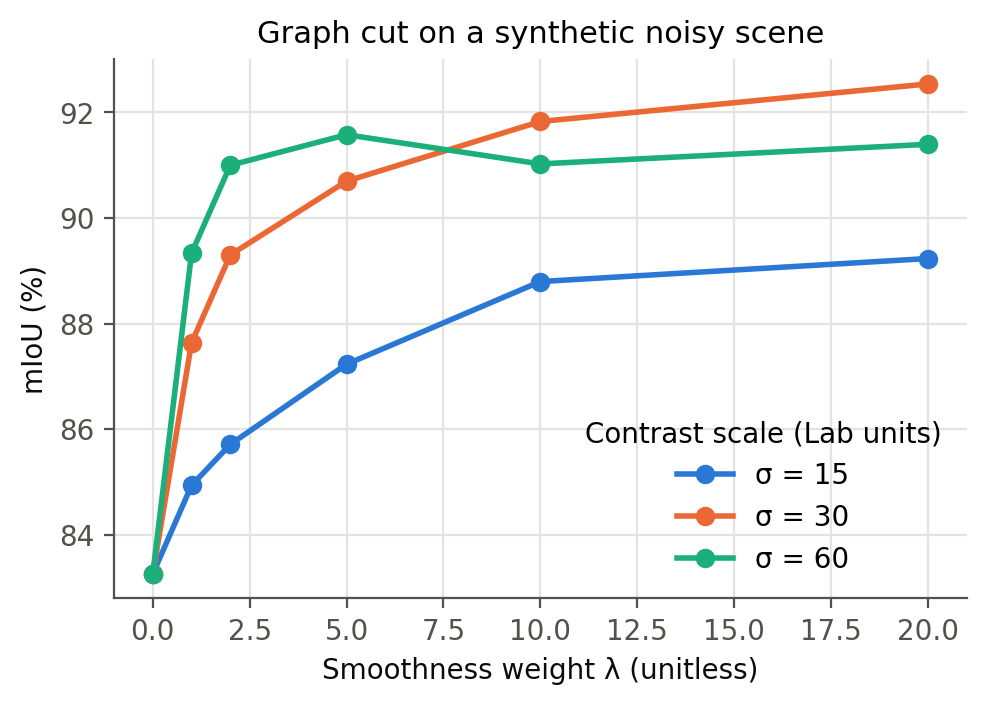 Graph cut on a synthetic noisy scene
mIoU (%)
92
90
88
86
84
Contrast scale (Lab units)
σ = 15
σ = 30
σ = 60
0.0 2.5 5.0 7.5 10.0 12.5 15.0 17.5 20.0
Smoothness weight λ (unitless)